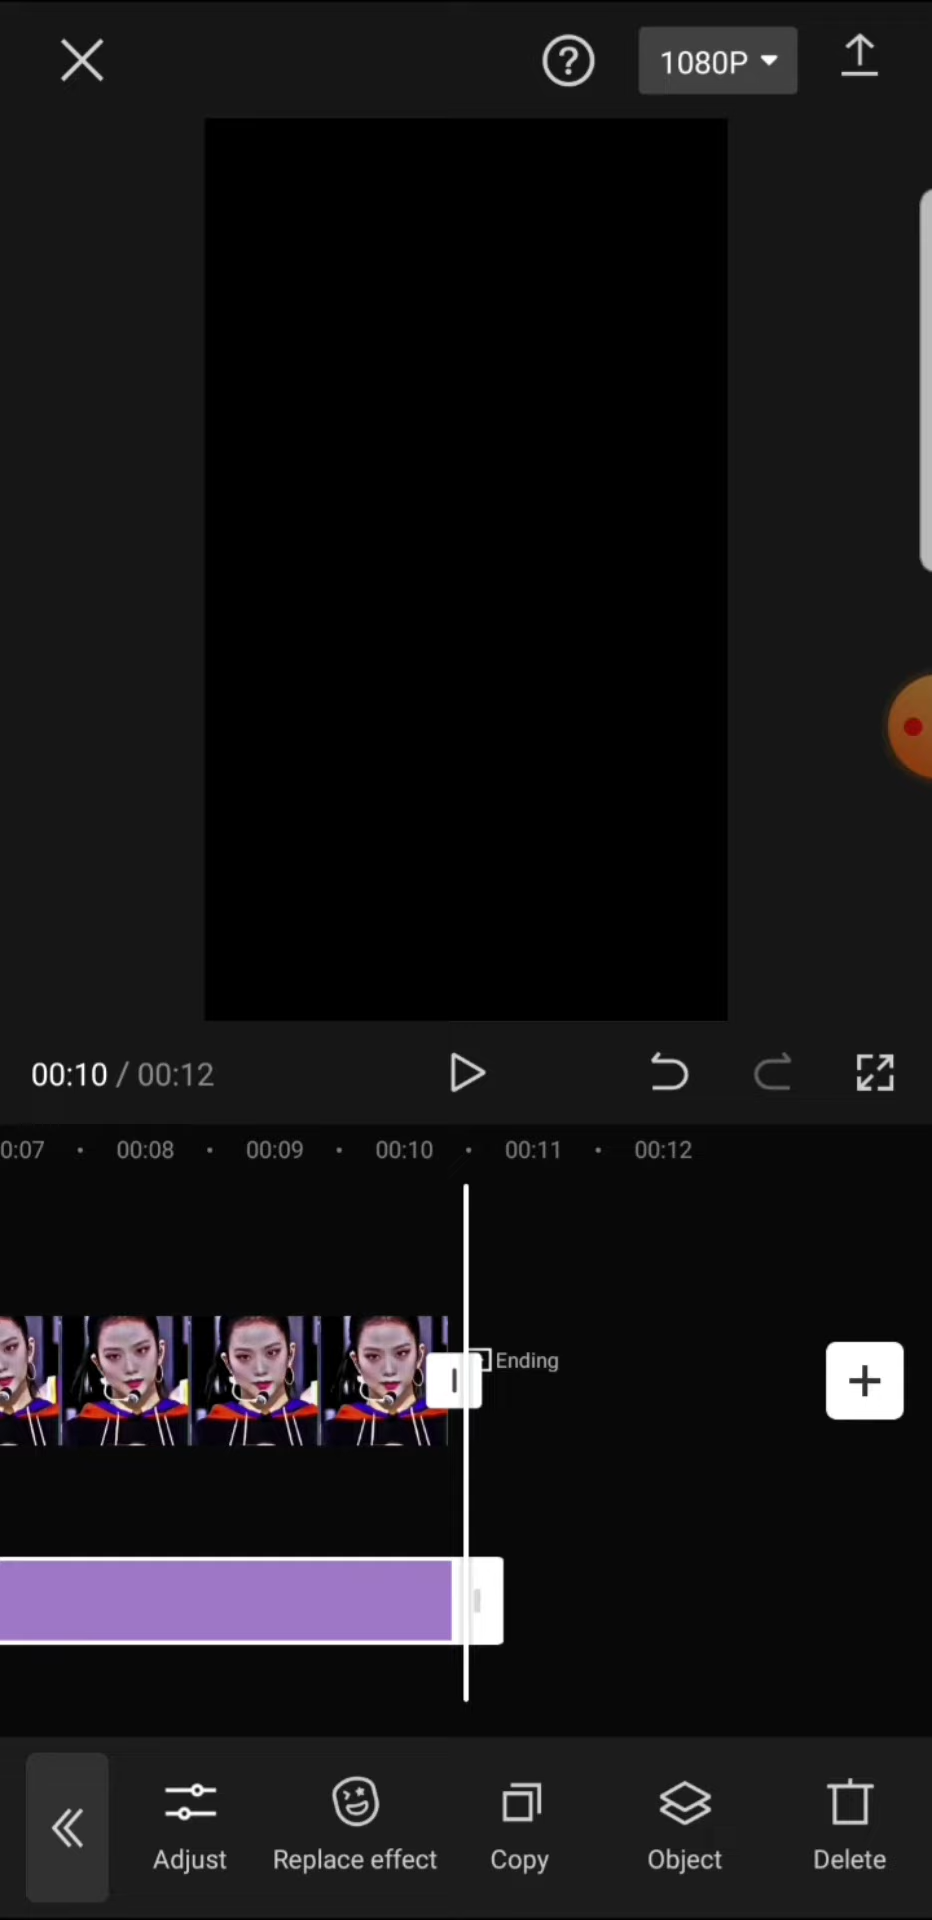 ? 1080P
00:10 / 00:12
0:07 00:08 00:09 00:10 00:11 00:12
Ending
Adjust Replace effect Copy Object Delete